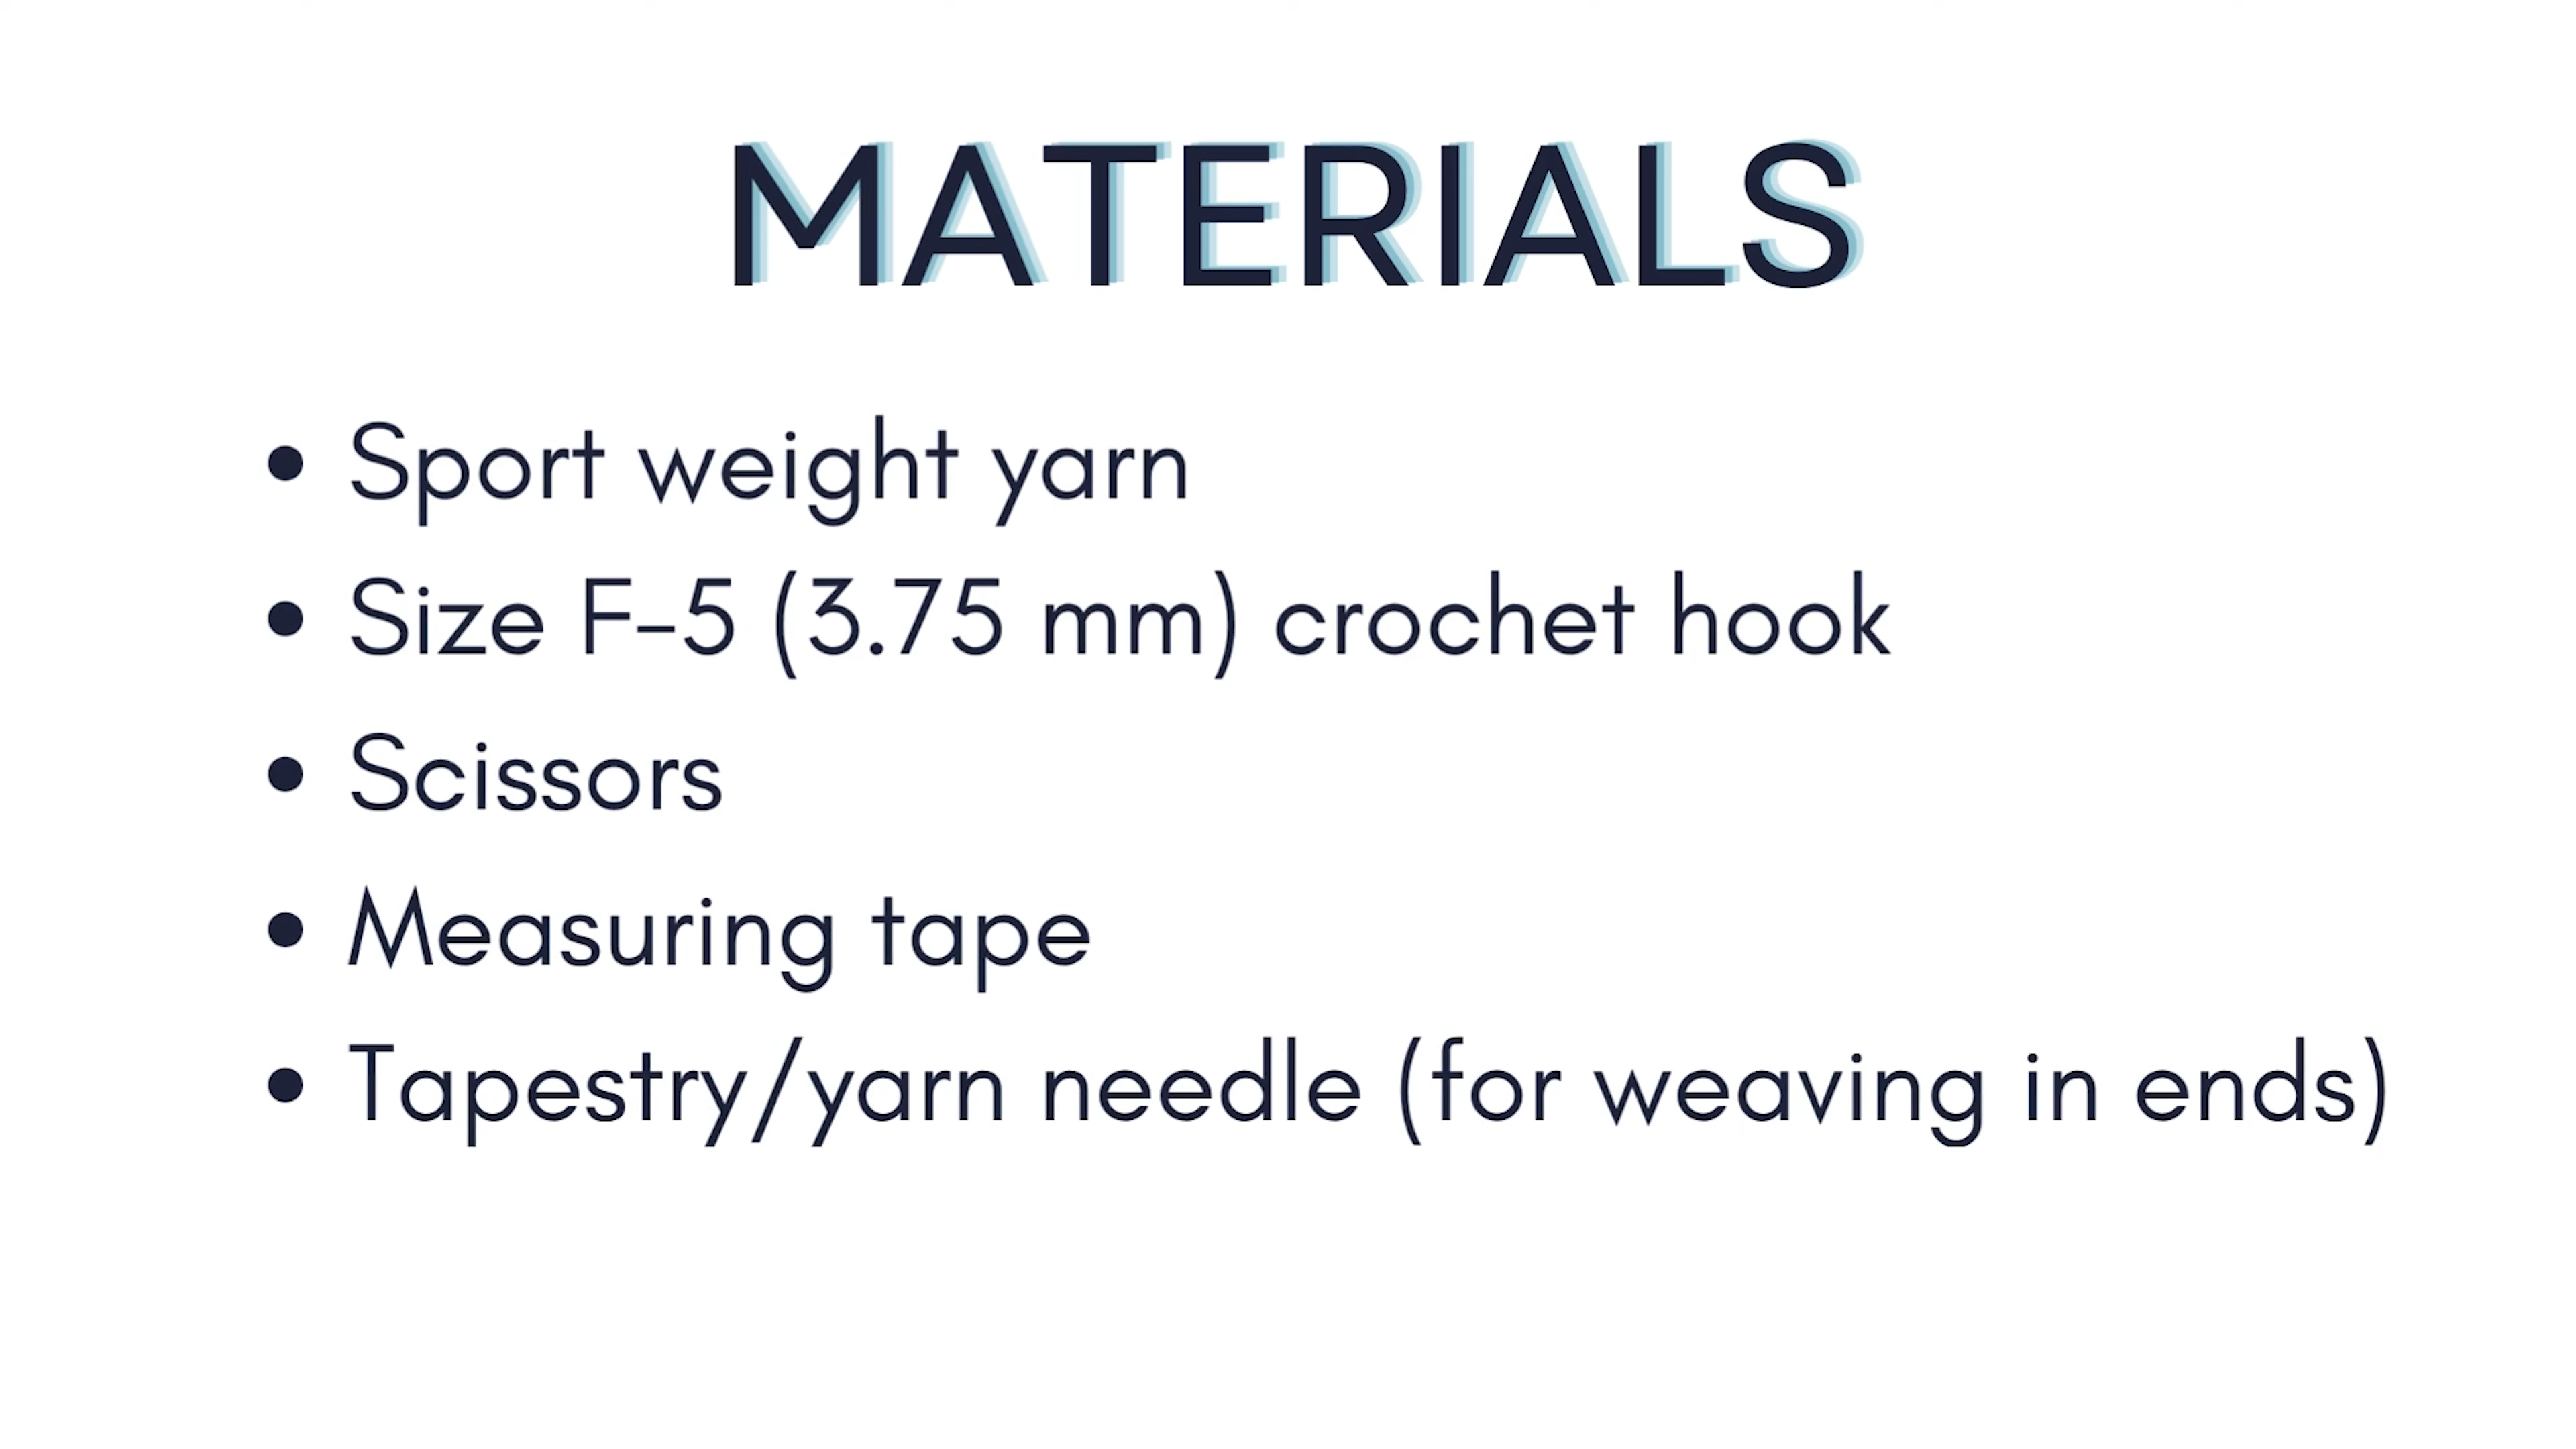 MATERIALS
• Sport weight yarn
• Size F-5 (3.75 mm) crochet hook
• Scissors
• Measuring tape
• Tapestry/yarn needle (for weaving in ends)